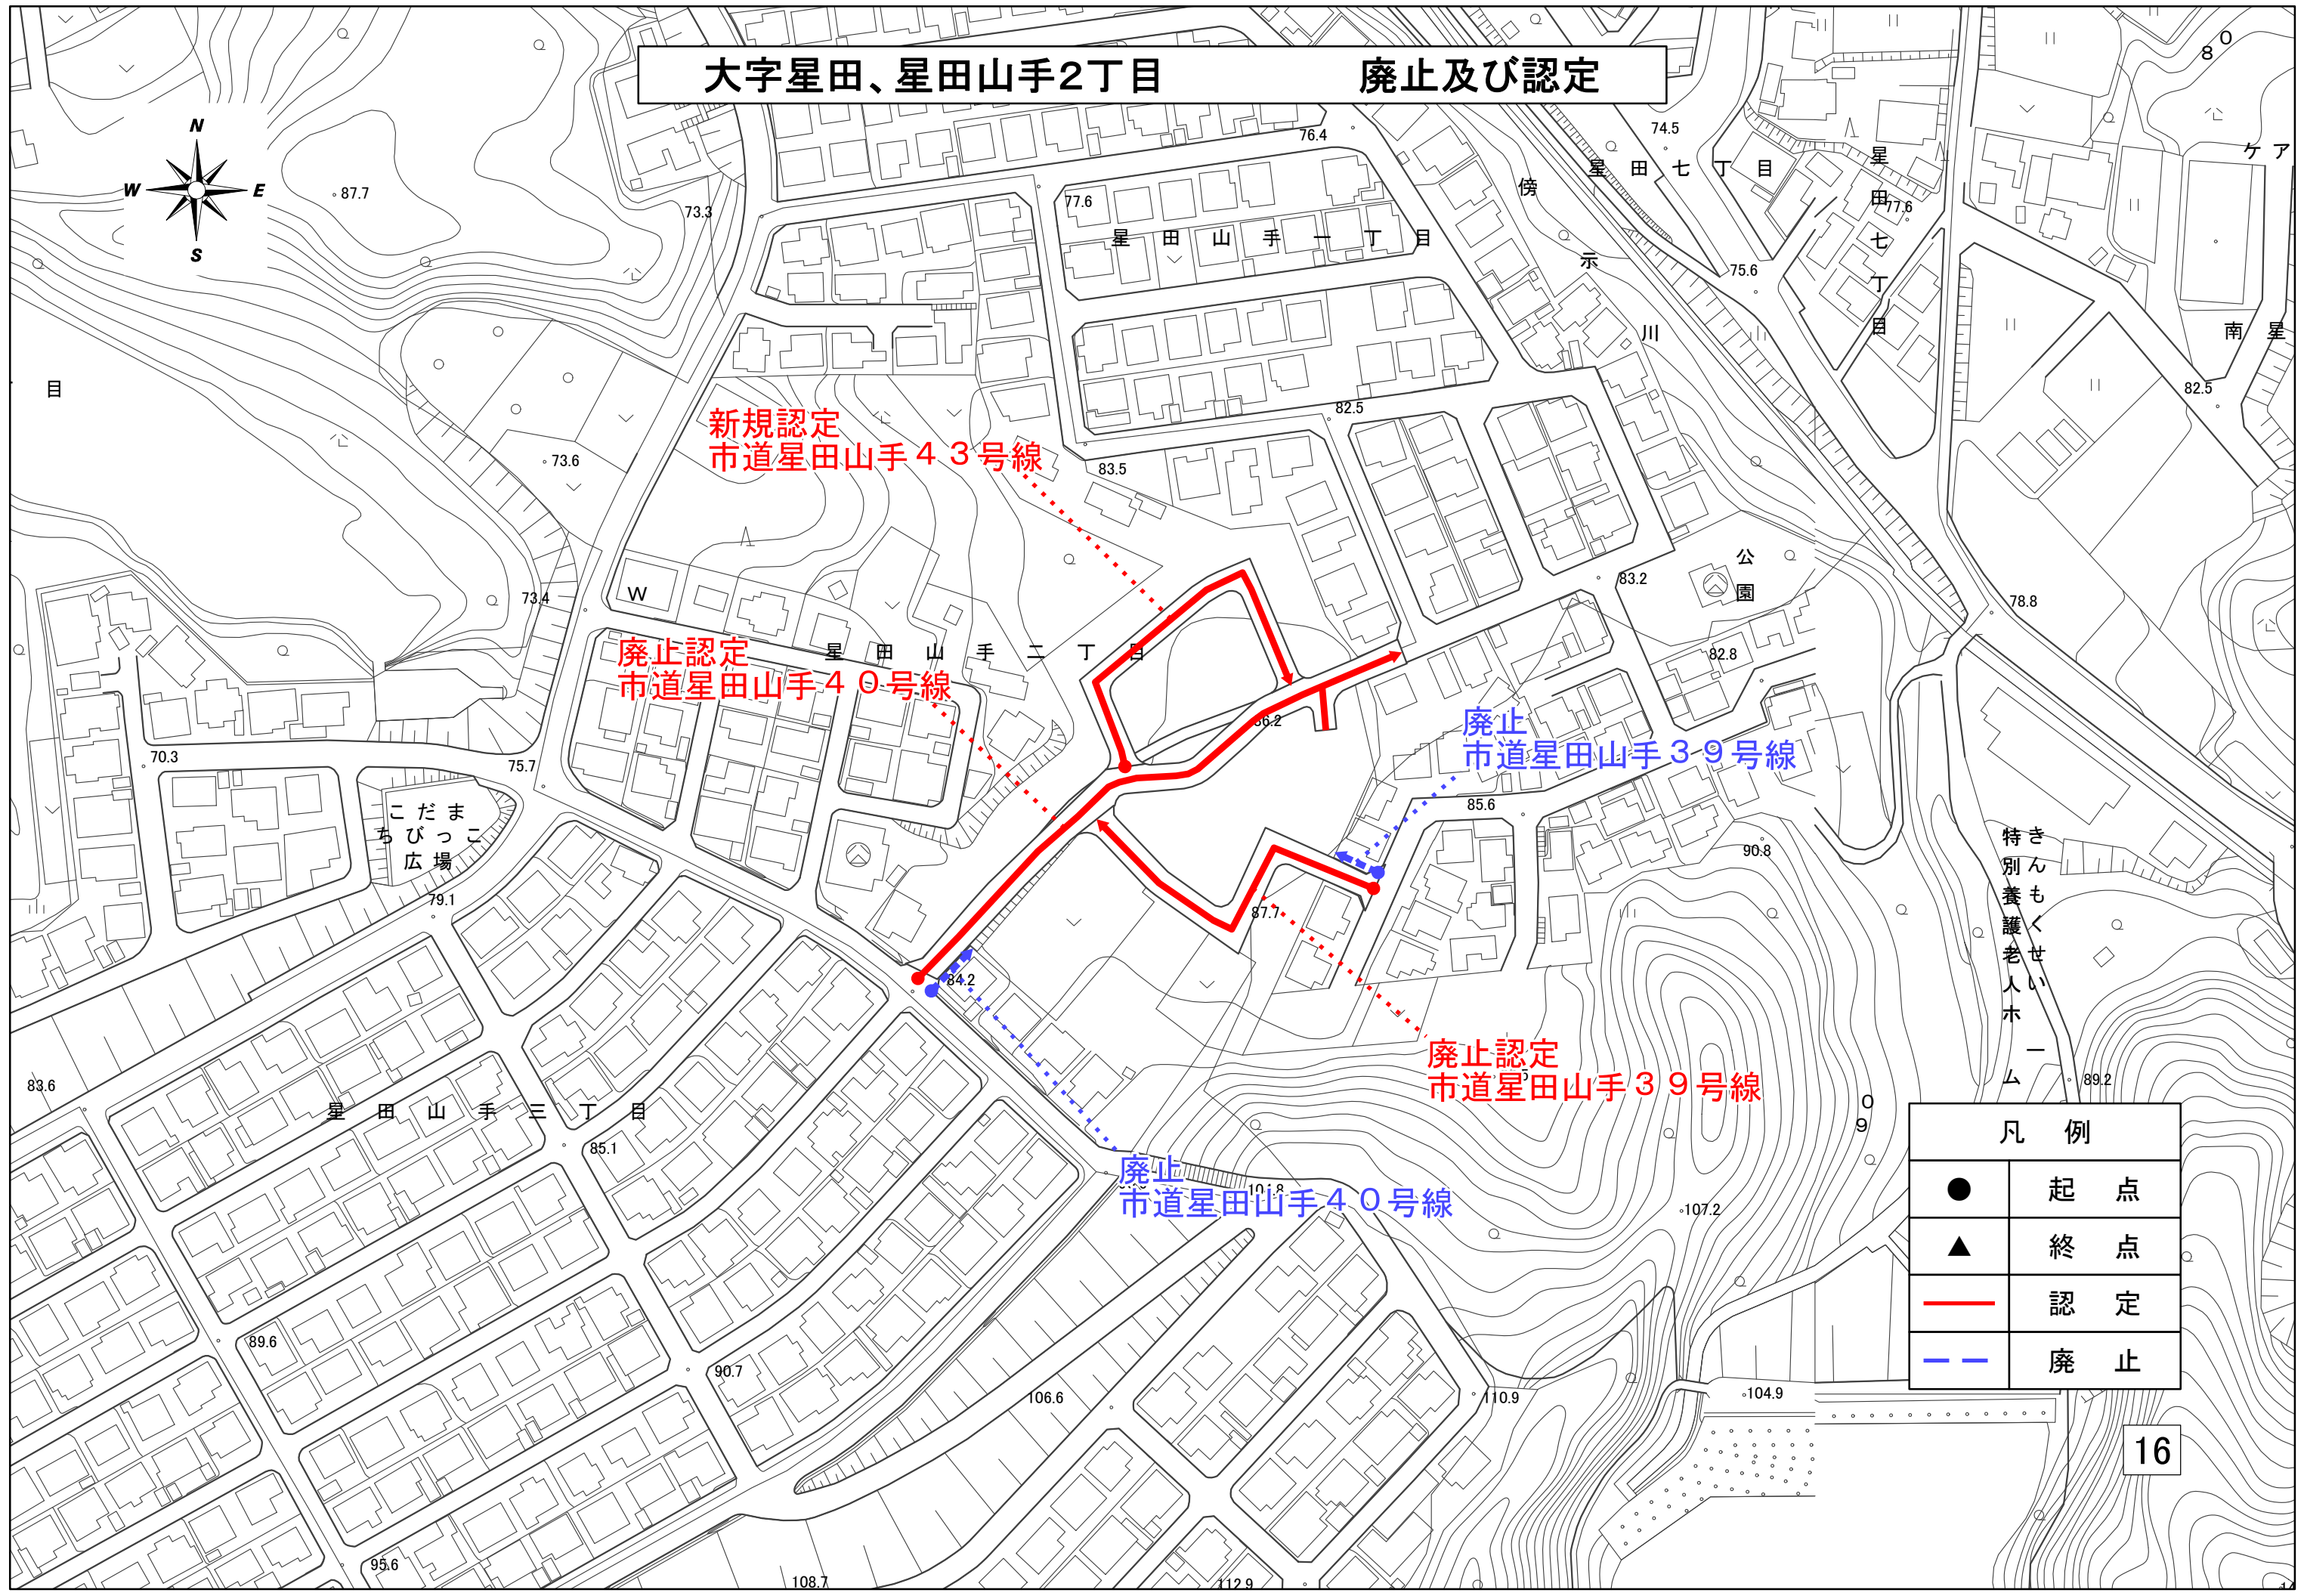 大字星田、星田山手2丁目　廃止及び認定
N
W
E
S
80
74.5
76.4
星田七丁目
星田七丁目
ケア
87.7
77.6
73.3
77.6
傍示川
星田山手一丁目
75.6
南星
目
82.5
82.5
新規認定
市道星田山手４３号線
73.6
83.5
公園
83.2
73.4
W
78.8
廃止認定
市道星田山手４０号線
星田山手二丁目
82.8
86.2
廃止
市道星田山手３９号線
70.3
75.7
85.6
こだま
ちびっこ
広場
きんもくせい
特別養護老人ホーム
90.8
79.1
87.7
84.2
廃止認定
市道星田山手３９号線
83.6
89.2
90
星田山手三丁目
85.1
廃止
市道星田山手４０号線
104.8
107.2
凡　例
●　起　点
▲　終　点
認　定
廃　止
89.6
90.7
106.6
110.9
104.9
16
95.6
108.7
112.9